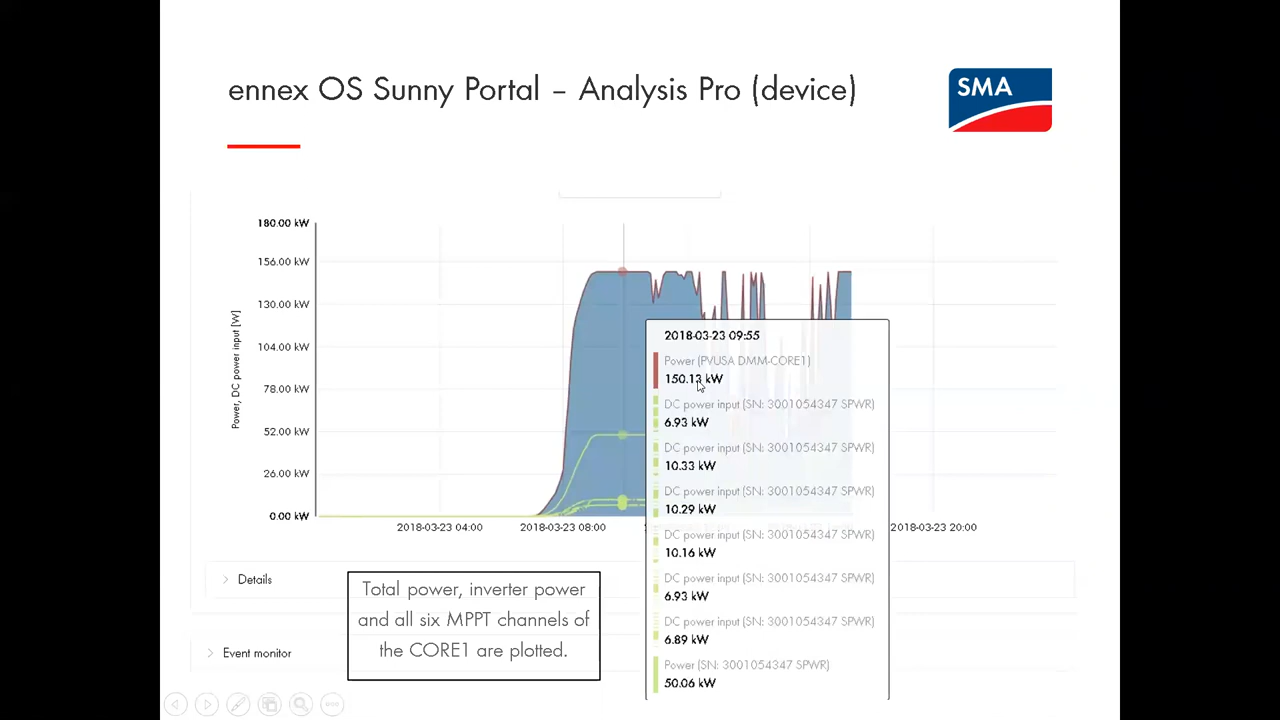 ennex OS Sunny Portal – Analysis Pro (device)
SMA
180.00 kW
156.00 kW
130.00 kW
104.00 kW
78.00 kW
52.00 kW
26.00 kW
0.00 kW
Power, DC power input [W]
2018-03-23 04:00
2018-03-23 08:00
2018-03-23 20:00
2018-03-23 09:55
Power (PVUSA DMM-CORE1)
150.13 kW
DC power input (SN: 3001054347 SPWR)
6.93 kW
DC power input (SN: 3001054347 SPWR)
10.33 kW
DC power input (SN: 3001054347 SPWR)
10.29 kW
DC power input (SN: 3001054347 SPWR)
10.16 kW
DC power input (SN: 3001054347 SPWR)
6.93 kW
DC power input (SN: 3001054347 SPWR)
6.89 kW
Power (SN: 3001054347 SPWR)
50.06 kW
Details
Total power, inverter power
and all six MPPT channels of
the CORE1 are plotted.
Event monitor